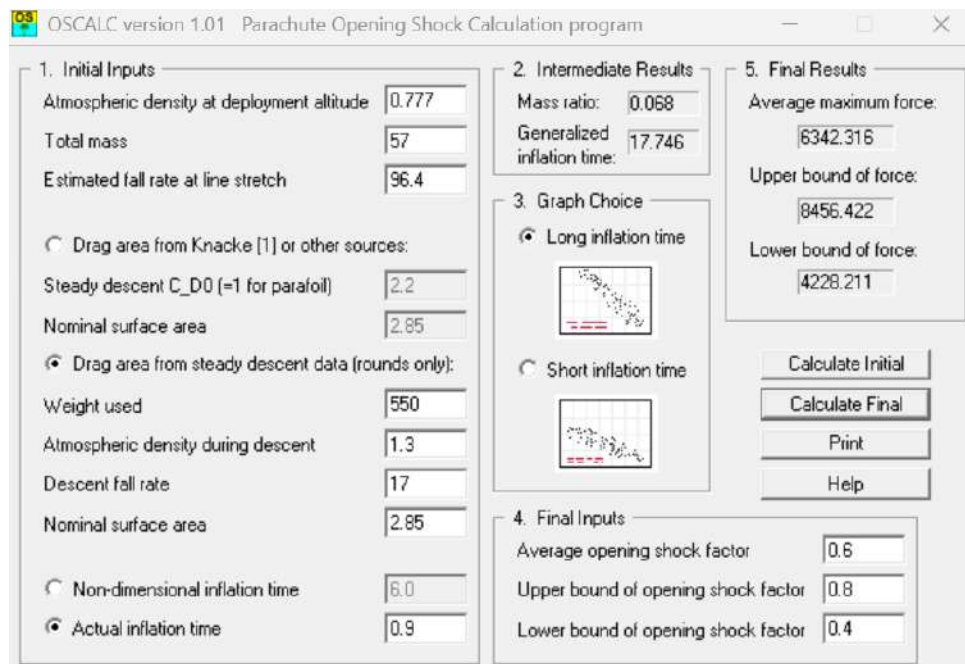 OS
OSCALC version 1.01 Parachute Opening Shock Calculation program
1. Initial Inputs
Atmospheric density at deployment altitude 0.777
Total mass 57
Estimated fall rate at line stretch 96.4
Drag area from Knacke [1] or other sources:
Steady descent C_D0 (=1 for parafoil) 2.2
Nominal surface area 2.85
Drag area from steady descent data (rounds only):
Weight used 550
Atmospheric density during descent 1.3
Descent fall rate 17
Nominal surface area 2.85
Non-dimensional inflation time 6.0
Actual inflation time 0.9
2. Intermediate Results
Mass ratio: 0.068
Generalized
inflation time: 17.746
3. Graph Choice
Long inflation time
Short inflation time
5. Final Results
Average maximum force:
6342.316
Upper bound of force:
8456.422
Lower bound of force:
4228.211
Calculate Initial
Calculate Final
Print
Help
4. Final Inputs
Average opening shock factor 0.6
Upper bound of opening shock factor 0.8
Lower bound of opening shock factor 0.4